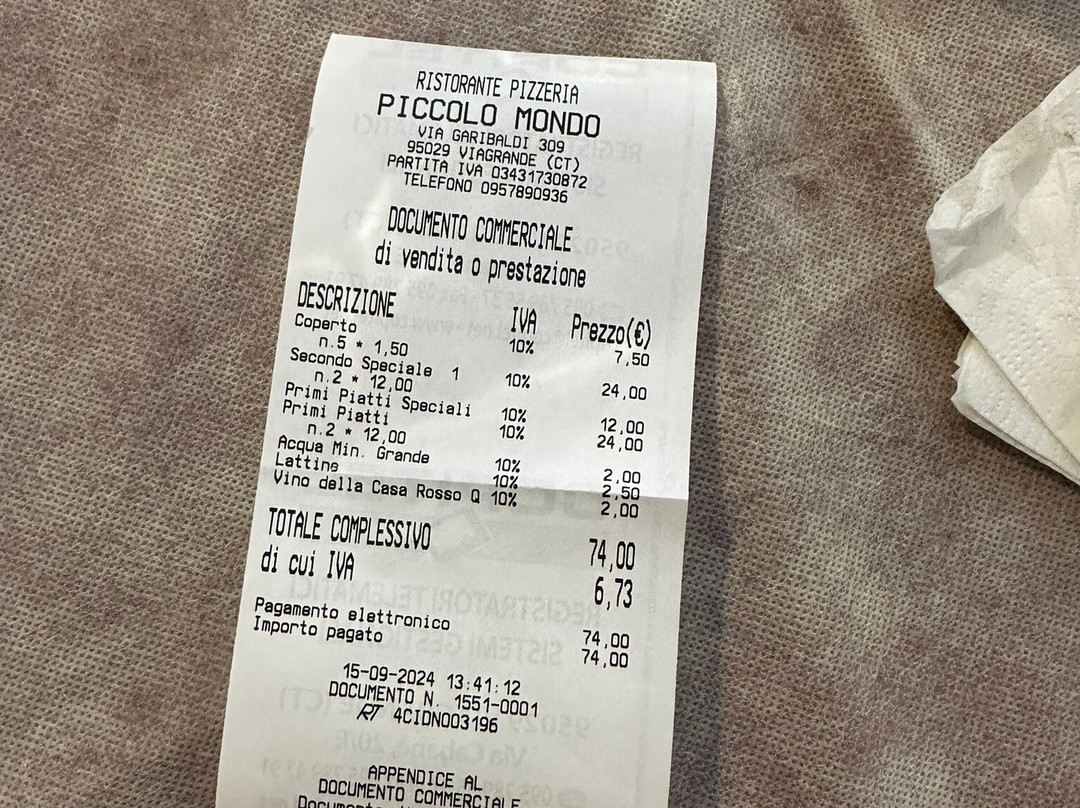 RISTORANTE PIZZERIA
PICCOLO MONDO
VIA GARIBALDI 309
95029 VIAGRANDE (CT)
PARTITA IVA 03431730872
TELEFONO 0957890936
DOCUMENTO COMMERCIALE
di vendita o prestazione
DESCRIZIONE IVA Prezzo(€)
Coperto 10% 7,50
n.5 * 1,50
Secondo Speciale 1 10% 24,00
n.2 * 12,00
Primi Piatti Speciali 10% 12,00
Primi Piatti 10% 24,00
n.2 * 12,00
Acqua Min. Grande 10% 2,00
Lattina 10% 2,50
Vino della Casa Rosso Q 10% 2,00
TOTALE COMPLESSIVO 74,00
di cui IVA 6,73
Pagamento elettronico 74,00
Importo pagato 74,00
15-09-2024 13:41:12
DOCUMENTO N. 1551-0001
RT 4CIDN003196
APPENDICE AL
DOCUMENTO COMMERCIALE